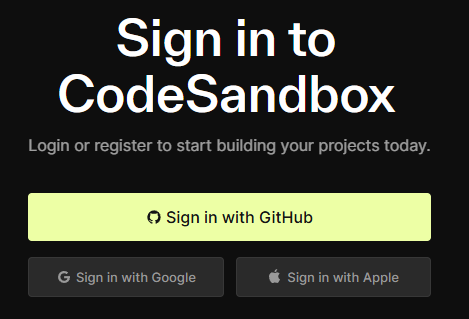 Sign in to
CodeSandbox
Login or register to start building your projects today.
Sign in with GitHub
Sign in with Google
Sign in with Apple